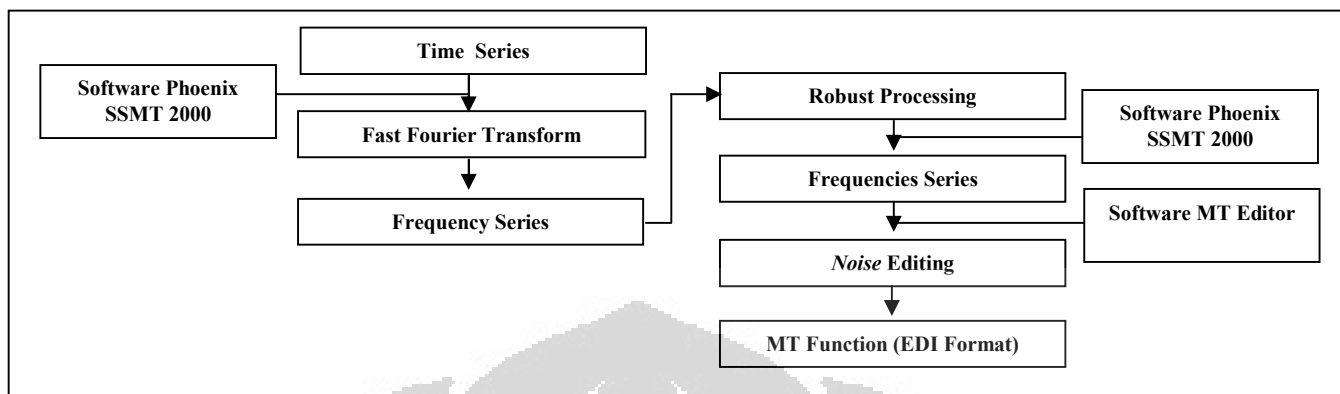 Time Series
Software Phoenix
SSMT 2000
Fast Fourier Transform
Frequency Series
Robust Processing
Software Phoenix
SSMT 2000
Frequencies Series
Software MT Editor
Noise Editing
MT Function (EDI Format)